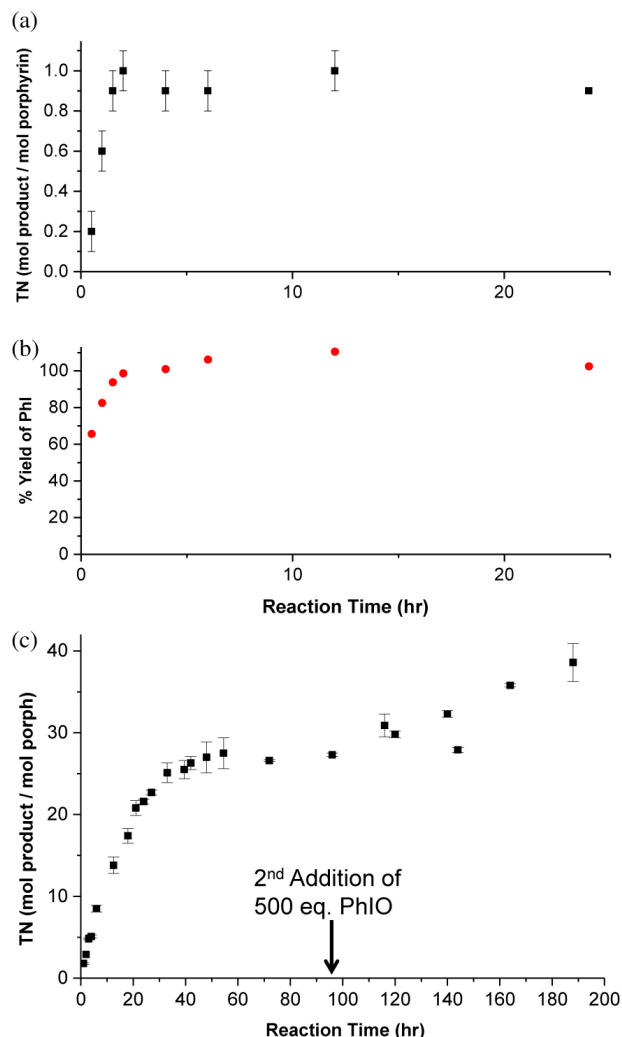 (a)
1.0
0.8
0.6
0.4
0.2
0.0
TN (mol product / mol porphyrin)
0
10
20
(b)
100
80
60
40
20
0
% Yield of PhI
0
10
20
Reaction Time (hr)
(c)
40
30
20
10
0
TN (mol product / mol porph)
2nd Addition of
500 eq. PhIO
0 20 40 60 80 100 120 140 160 180 200
Reaction Time (hr)